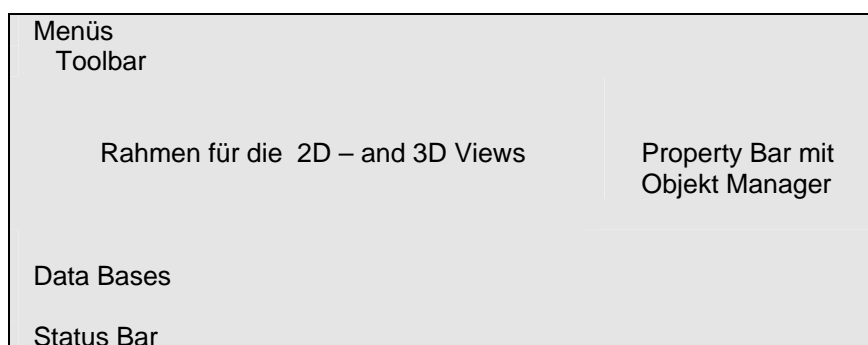 Menüs
Toolbar
Rahmen für die 2D – and 3D Views
Property Bar mit
Objekt Manager
Data Bases
Status Bar